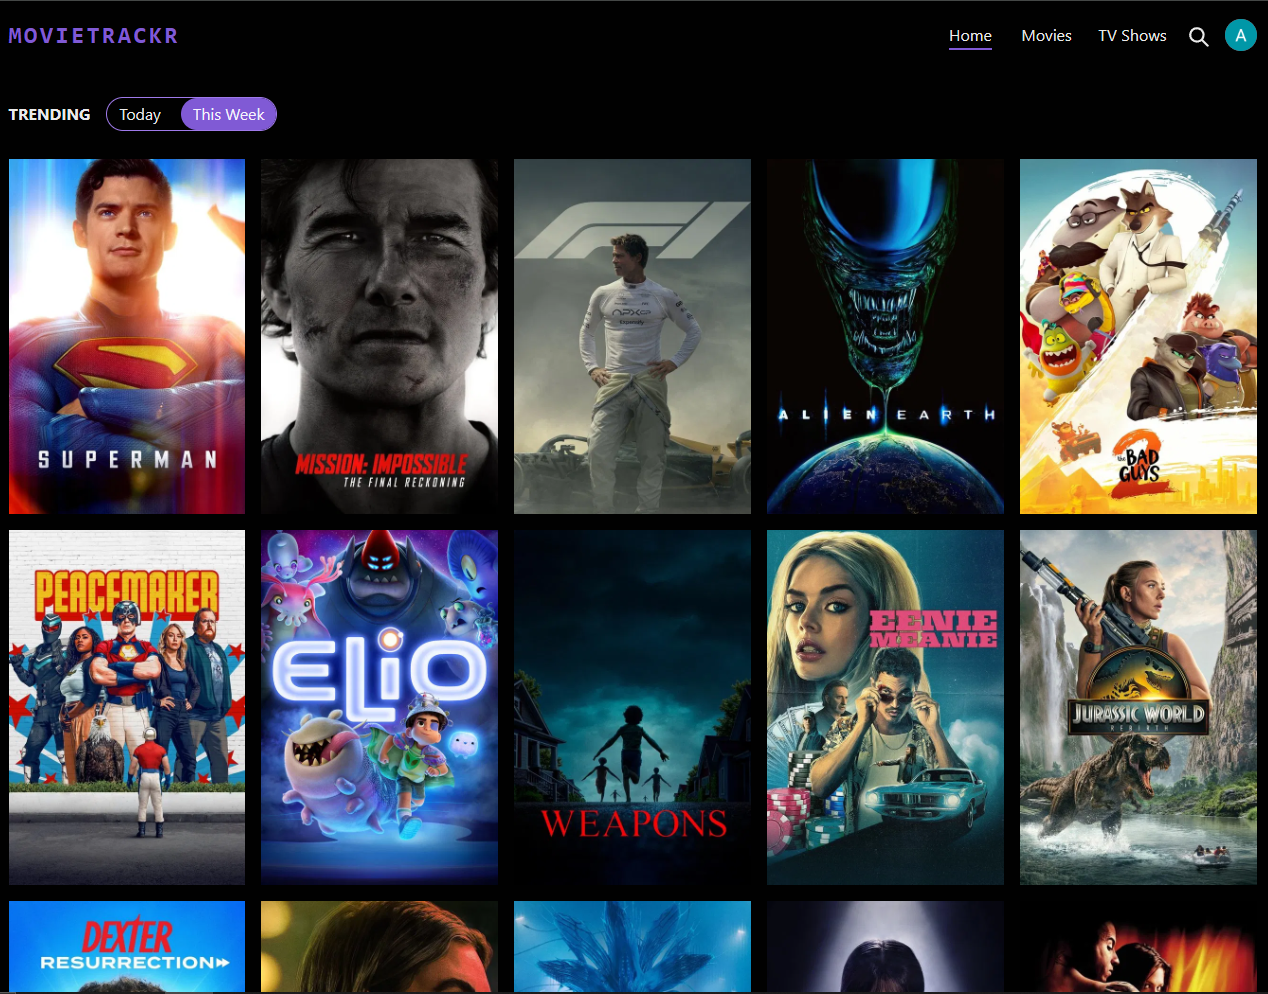 MOVIETRACKR
Home Movies TV Shows A
TRENDING Today This Week
SUPERMAN
MISSION: IMPOSSIBLE
THE FINAL RECKONING
F1
APXGP
ALIEN EARTH
the BAD
GUYS
2
PEACEMAKER
ELIO
WEAPONS
EENIE
MEANIE
JURASSIC WORLD
REBIRTH
DEXTER
RESURRECTION